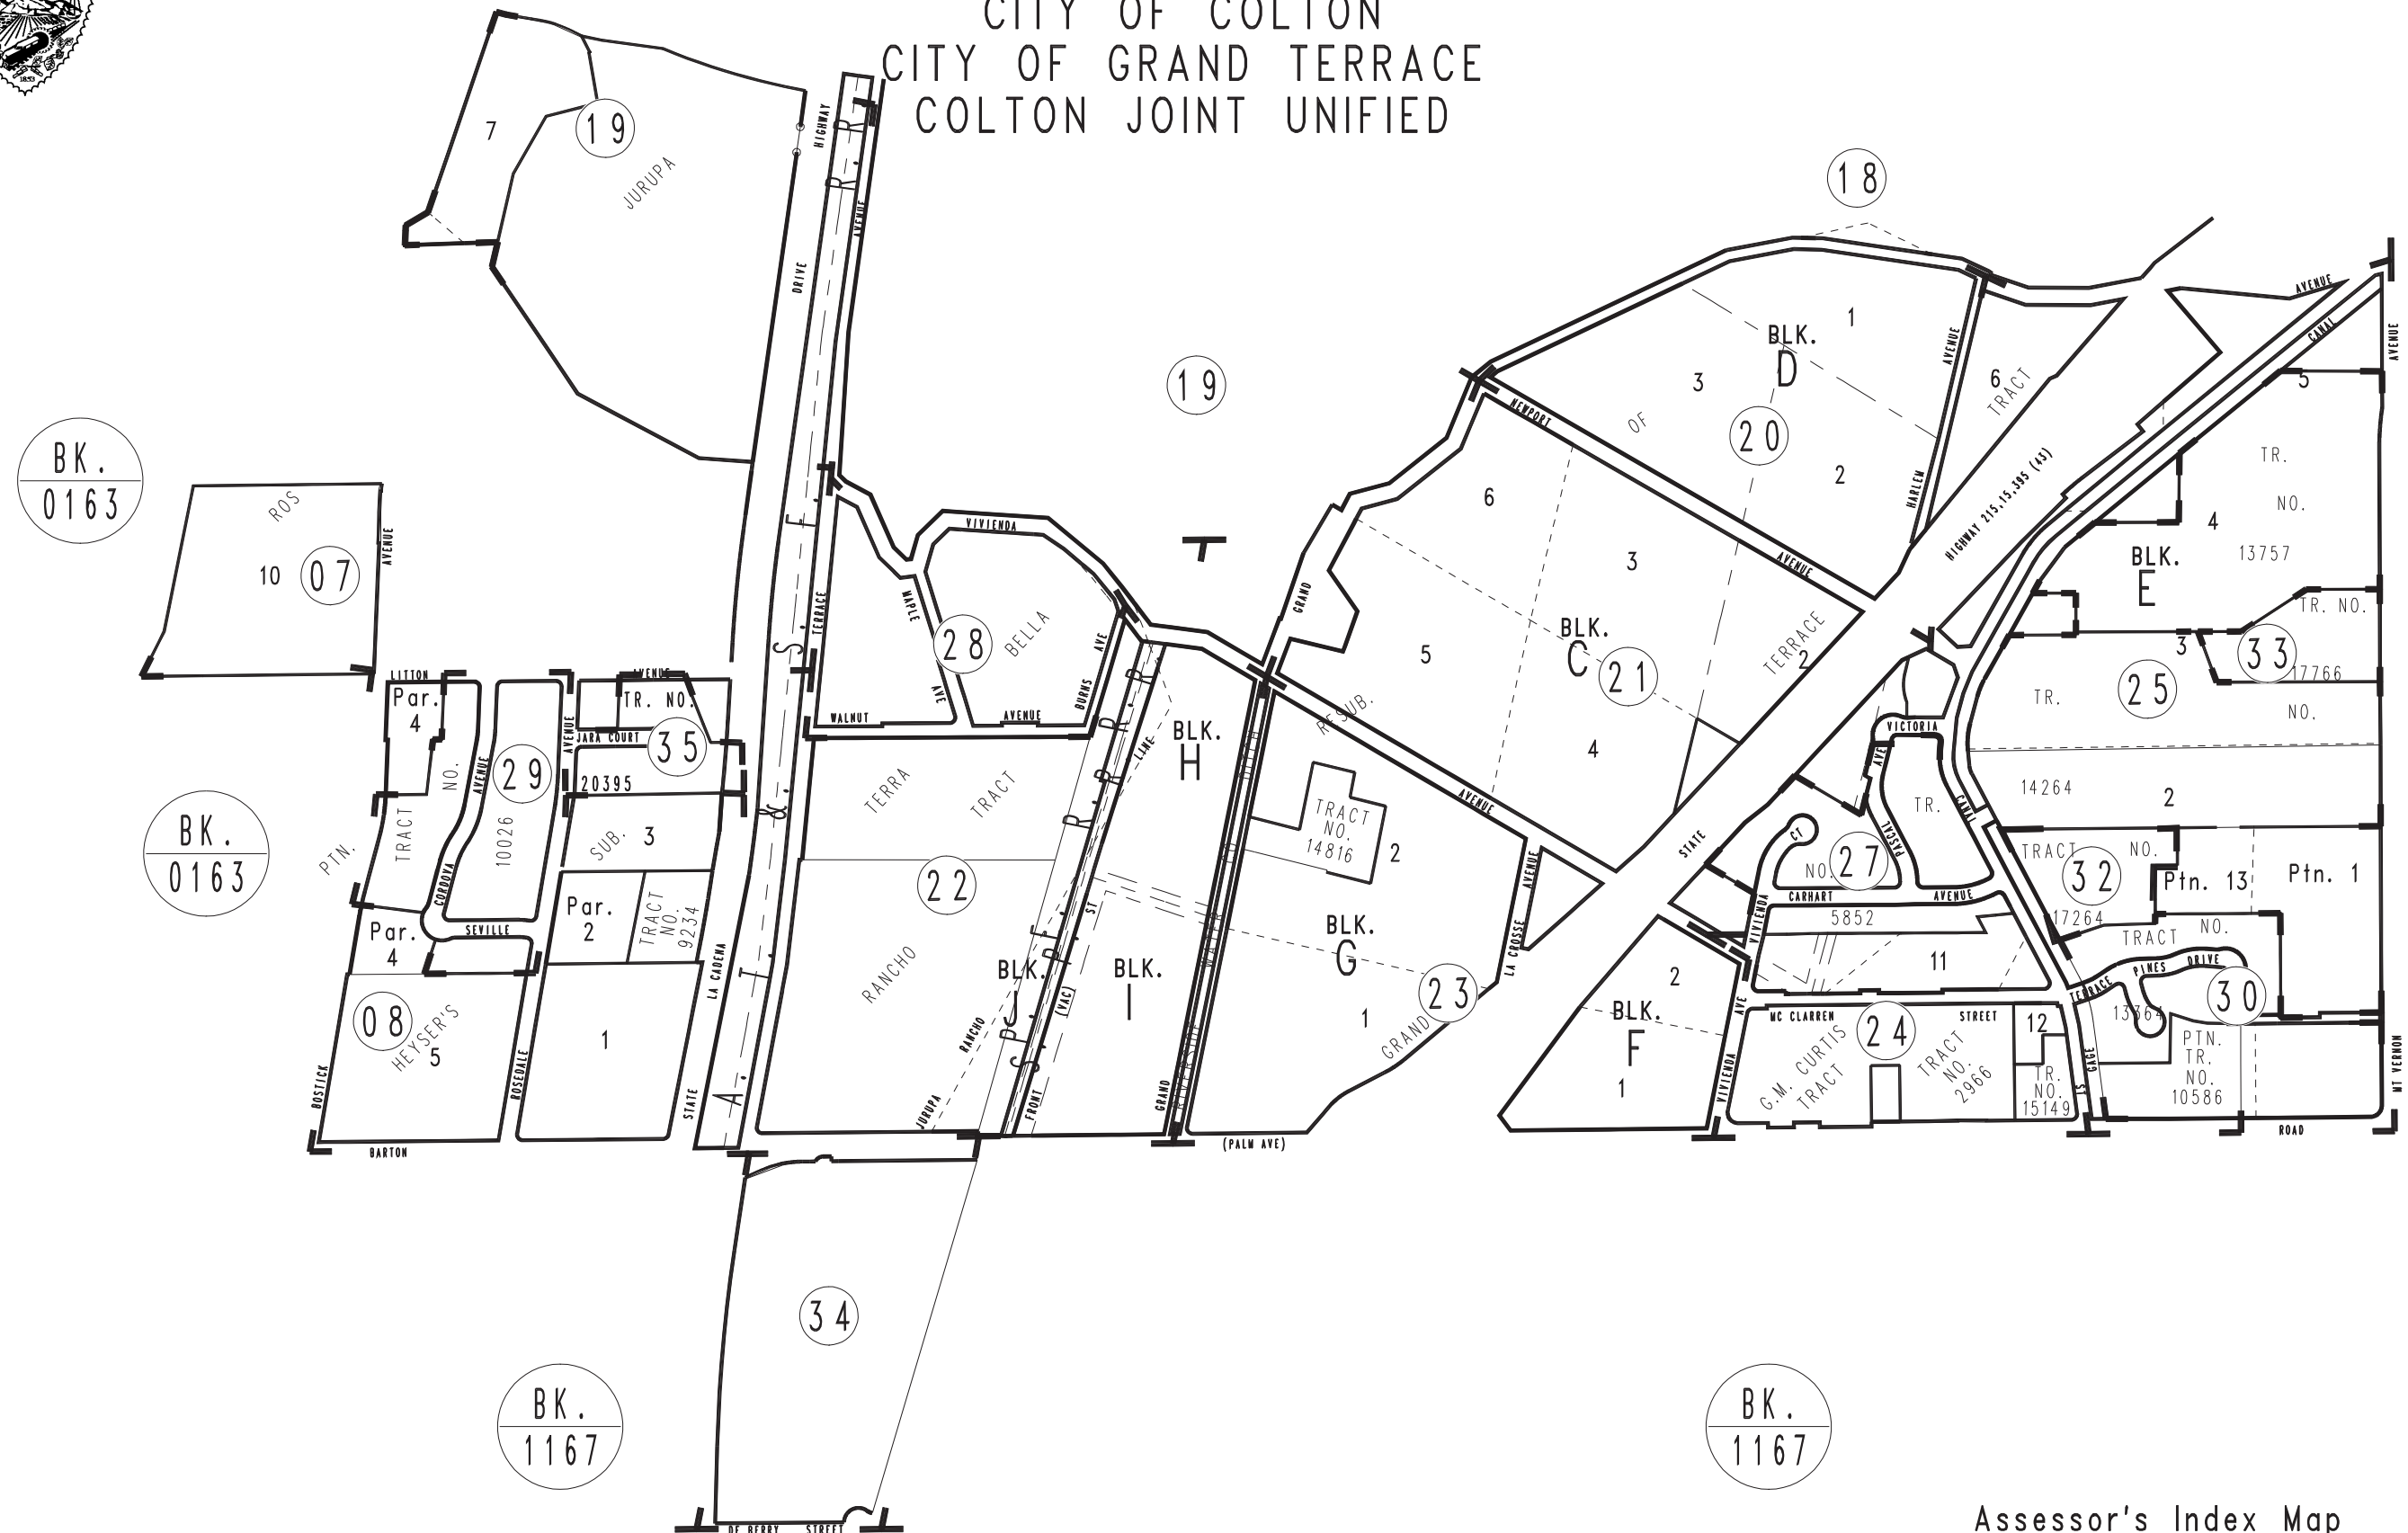 CITY OF COLTON
CITY OF GRAND TERRACE
COLTON JOINT UNIFIED
1853
7
19
JURUPA
HIGHWAY
DRIVE
AVENUE
R.
R.
18
19
BLK.
D
1
3
2
20
OF
NEWPORT
AVENUE
HARLEM
AVENUE
6
TRACT
HIGHWAY 215,15,395 (43)
AVENUE
CANAL
AVENUE
5
TR.
NO.
13757
4
BLK.
E
BK.
0163
ROS
10
07
AVENUE
VIVIENDA
MAPLE
AVE
28
BELLA
BURNS
AVE
WALNUT
AVENUE
TERRACE
GRAND
6
3
5
BLK.
C
21
4
2
TERRACE
RESUB.
TR. NO.
33
17766
3
25
TR.
NO.
14264
2
LITTON
AVENUE
Par.
4
TR. NO.
35
JARA COURT
20395
AVENUE
29
NO.
AVENUE
TRACT
10026
CORDOVA
SUB.
3
BK.
0163
PTN.
Par.
4
SEVILLE
Par.
2
TRACT
NO.
9234
08
HEYSER'S
5
1
BOSTICK
ROSEDALE
BARTON
LA CADENA
STATE
A. T. & S. F.
TERRA
TRACT
22
RANCHO
JURUPA
RANCHO
LINE
BLK.
J
BLK.
I
BLK.
H
S. P. P. E. R. R. R. R.
FRONT
(VAC)
ST
GRAND
RIVERSIDE
WATER
CO
DITCH
TRACT
NO.
14816
2
AVENUE
BLK.
G
23
1
GRAND
LA CROSSE
AVENUE
(PALM AVE)
STATE
BLK.
F
2
1
VIVIENDA
AVE
VIVIENDA
CT
NO.
27
PASCAL
AVE
VICTORIA
TR.
CANAL
CARHART
AVENUE
5852
11
MC CLARREN
STREET
24
G.M. CURTIS
TRACT
TRACT
NO.
2966
12
TR.
NO.
15149
GAGE
ST
TRACT
NO.
32
17264
Ptn. 13
Ptn. 1
TRACT
NO.
TERRACE
PINES
DRIVE
30
13364
PTN.
TR.
NO.
10586
MT VERNON
ROAD
34
DE BERRY STREET
BK.
1167
BK.
1167
Assessor's Index Map